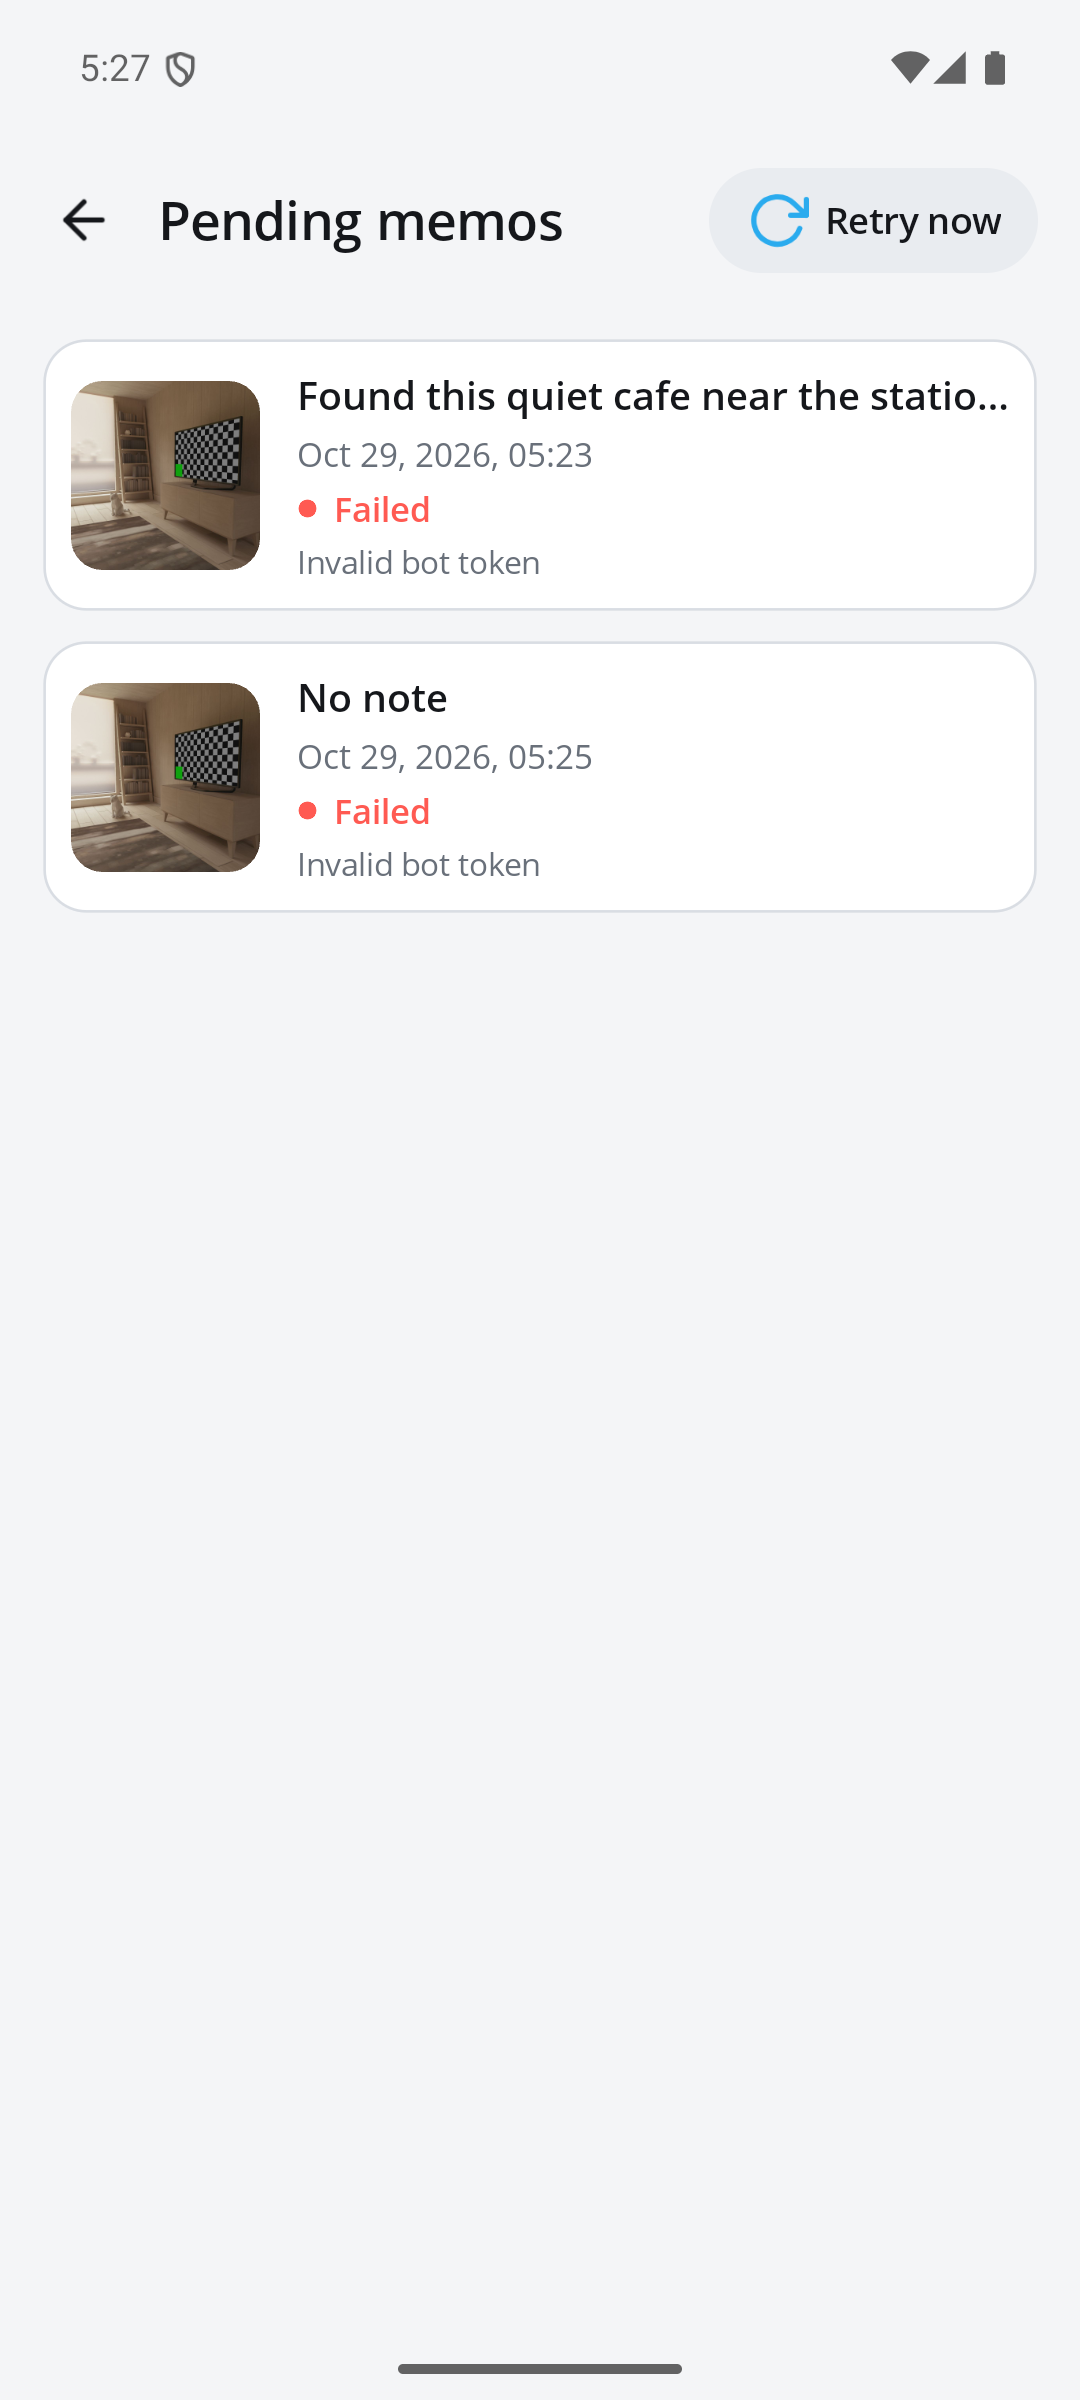 5:27
Pending memos
Retry now
Found this quiet cafe near the statio...
Oct 29, 2026, 05:23
Failed
Invalid bot token
No note
Oct 29, 2026, 05:25
Failed
Invalid bot token